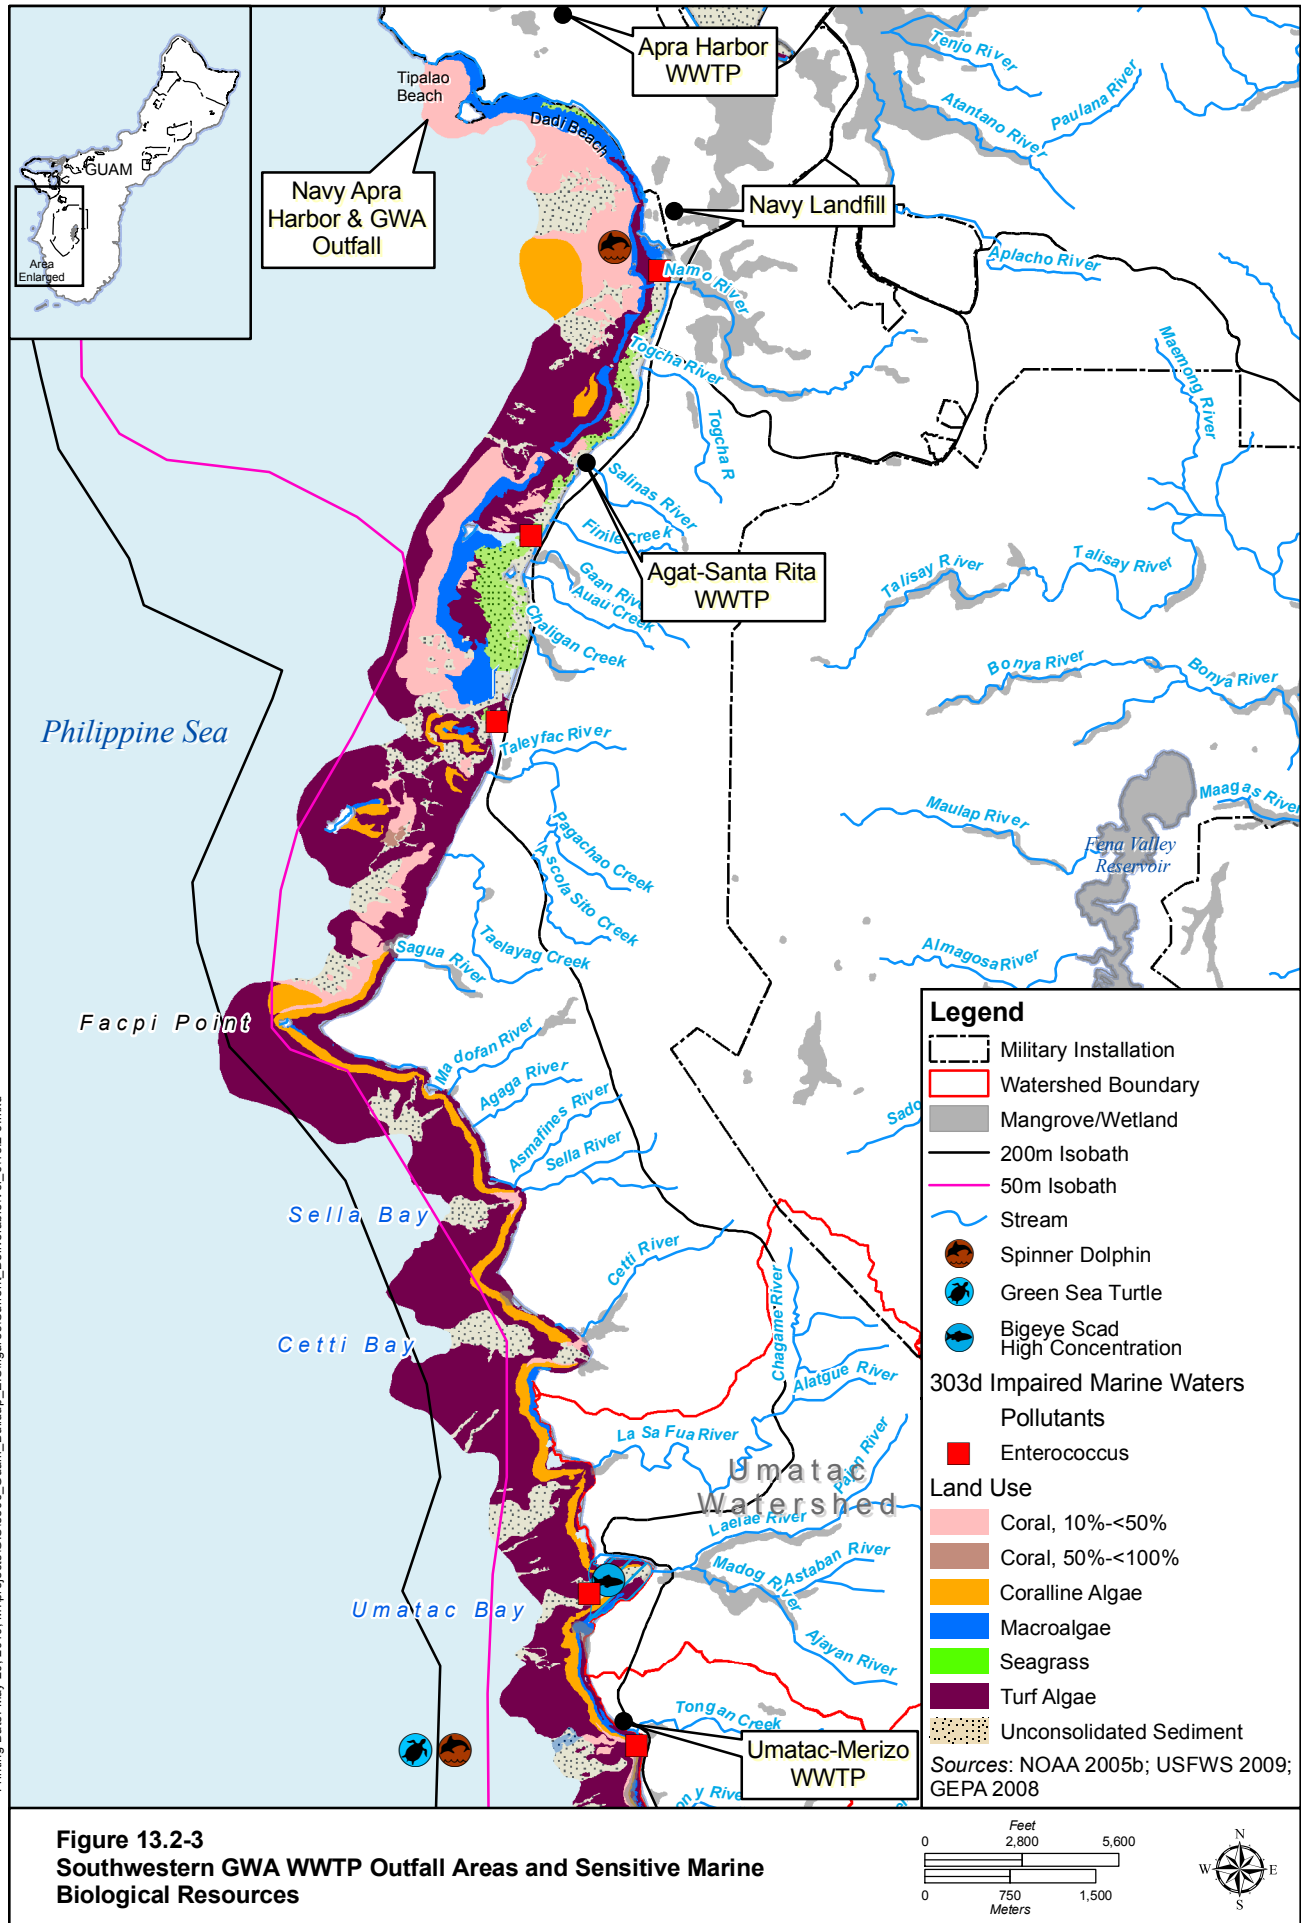 GUAM
Area
Enlarged
Apra Harbor
WWTP
Tipalao
Beach
Dadi Beach
Navy Apra
Harbor & GWA
Outfall
Navy Landfill
Tenjo River
Atantano River
Paulana River
Aplacho River
Namo River
Togcha River
Togcha R
Maemong River
Salinas River
Finile Creek
Agat-Santa Rita
WWTP
Gaan
Auau Creek
Chaligan Creek
Talisay River
Talisay River
Bonya River
Bonya River
Philippine Sea
Taleyfac River
Pagachao Creek
Ascola Sito Creek
Maulap River
Maagas River
Fena Valley
Reservoir
Taelayag Creek
Sagua River
Almagosa River
Facpi Point
Madofan River
Agaga River
Asmafines River
Sella River
Sado
Sella Bay
Cetti River
Chagame River
Cetti Bay
Alatgue River
La Sa Fua River
Pajon River
Umatac
Watershed
Laelae River
Madog River
Astaban River
Umatac Bay
Ajayan River
Tongan Creek
Umatac-Merizo
WWTP
Legend
Military Installation
Watershed Boundary
Mangrove/Wetland
200m Isobath
50m Isobath
Stream
Spinner Dolphin
Green Sea Turtle
Bigeye Scad
High Concentration
303d Impaired Marine Waters
Pollutants
Enterococcus
Land Use
Coral, 10%-<50%
Coral, 50%-<100%
Coralline Algae
Macroalgae
Seagrass
Turf Algae
Unconsolidated Sediment
Sources: NOAA 2005b; USFWS 2009;
GEPA 2008
Figure 13.2-3
Southwestern GWA WWTP Outfall Areas and Sensitive Marine
Biological Resources
Feet
0 2,800 5,600
0 750 1,500
Meters
N
W E
S